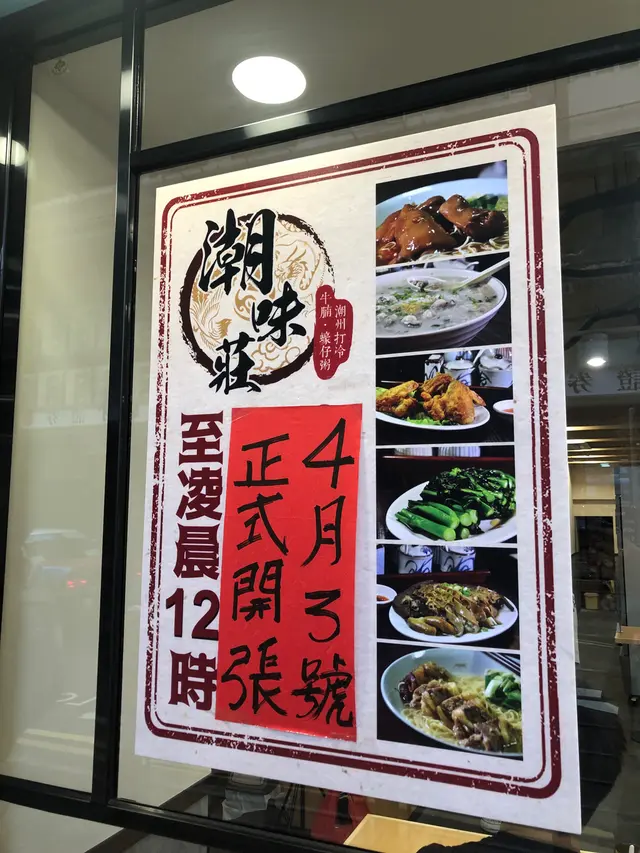 潮味莊
潮州打冷
牛腩·蠔仔粥
4月3號
正式開張
至凌晨12時